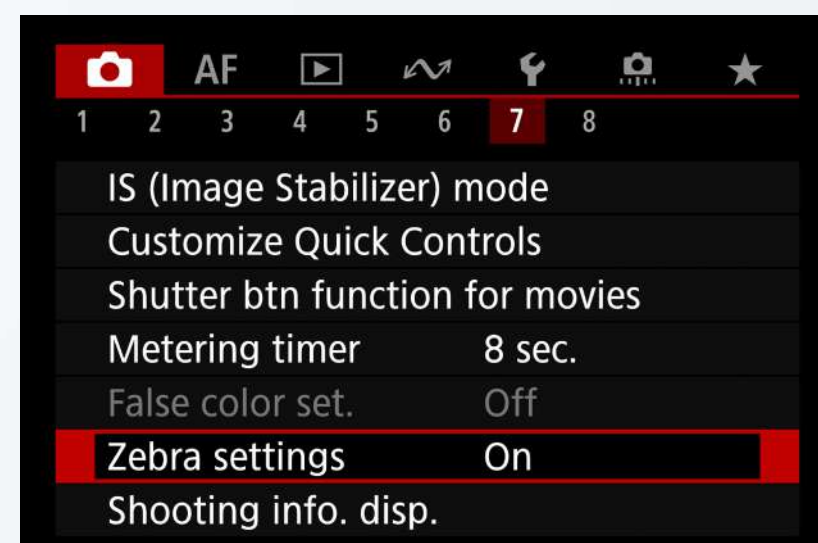 AF
1 2 3 4 5 6 7 8
IS (Image Stabilizer) mode
Customize Quick Controls
Shutter btn function for movies
Metering timer 8 sec.
False color set. Off
Zebra settings On
Shooting info. disp.